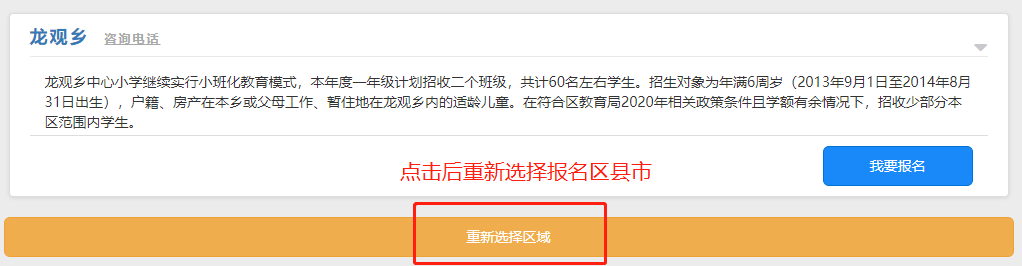 龙观乡 咨询电话
龙观乡中心小学继续实行小班化教育模式，本年度一年级计划招收二个班级，共计60名左右学生。招生对象为年满6周岁（2013年9月1日至2014年8月
31日出生），户籍、房产在本乡或父母工作、暂住地在龙观乡内的适龄儿童。在符合区教育局2020年相关政策条件且学额有余情况下，招收少部分本
区范围内学生。
点击后重新选择报名区县市
我要报名
重新选择区域